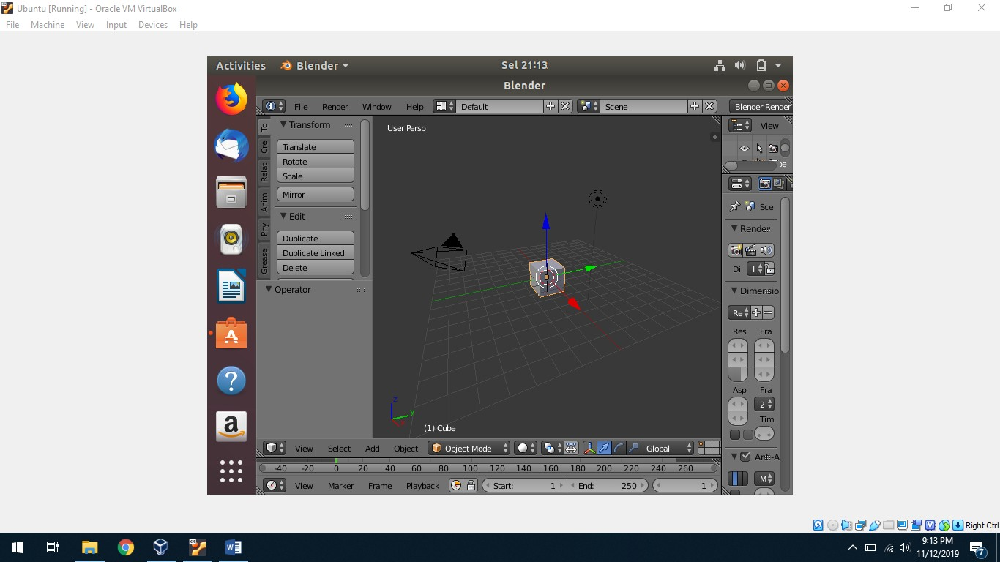 Ubuntu [Running] - Oracle VM VirtualBox
File Machine View Input Devices Help
Activities Blender Sel 21:13
Blender
File Render Window Help Default Scene Blender Render
To
Cre
Relat
Anim
Phy
Grease
Transform
Translate
Rotate
Scale
Mirror
Edit
Duplicate
Duplicate Linked
Delete
Operator
User Persp
z
y
(1) Cube
View
Sce
Render
Di
Dimensio
Re
Res Fra
Asp Fra
2
Tim
Anti-A
M
View Select Add Object Object Mode Global
-40 -20 0 20 40 60 80 100 120 140 160 180 200 220 240 260
View Marker Frame Playback Start: 1 End: 250 1
Right Ctrl
9:13 PM
11/12/2019
7